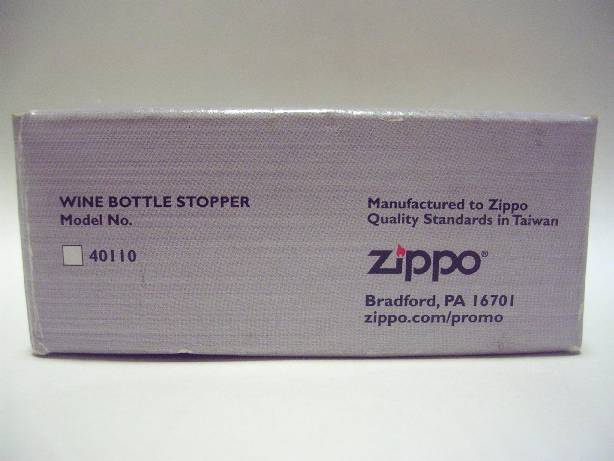 WINE BOTTLE STOPPER
Model No.
40110
Manufactured to Zippo
Quality Standards in Taiwan
zippo®
Bradford, PA 16701
zippo.com/promo